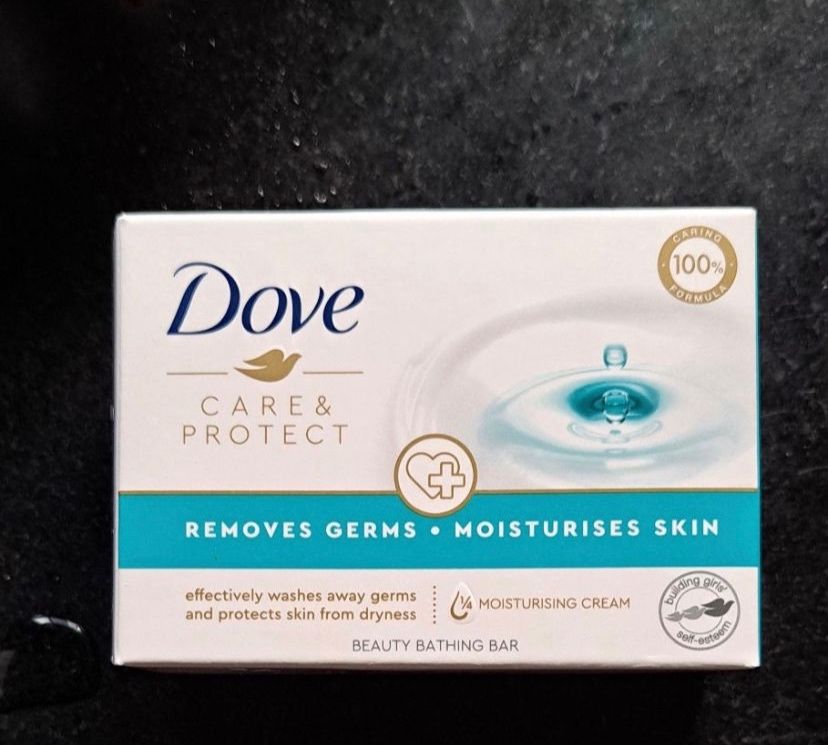 Dove
CARE &
PROTECT
CARING
100%
FORMULA
REMOVES GERMS • MOISTURISES SKIN
effectively washes away germs
and protects skin from dryness
¼ MOISTURISING CREAM
building girls'
self-esteem
BEAUTY BATHING BAR